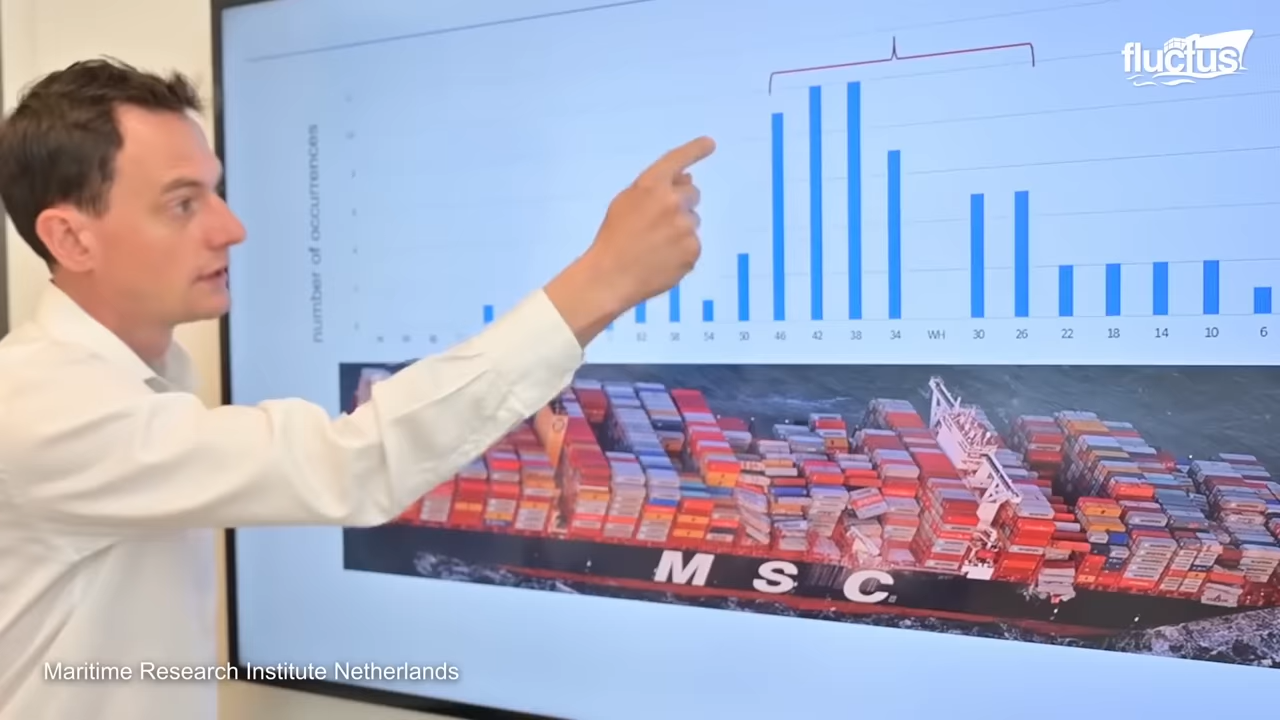 fluctus
number of occurrences
62 58 54 50 46 42 38 34 WH 30 26 22 18 14 10 6
MSC
Maritime Research Institute Netherlands